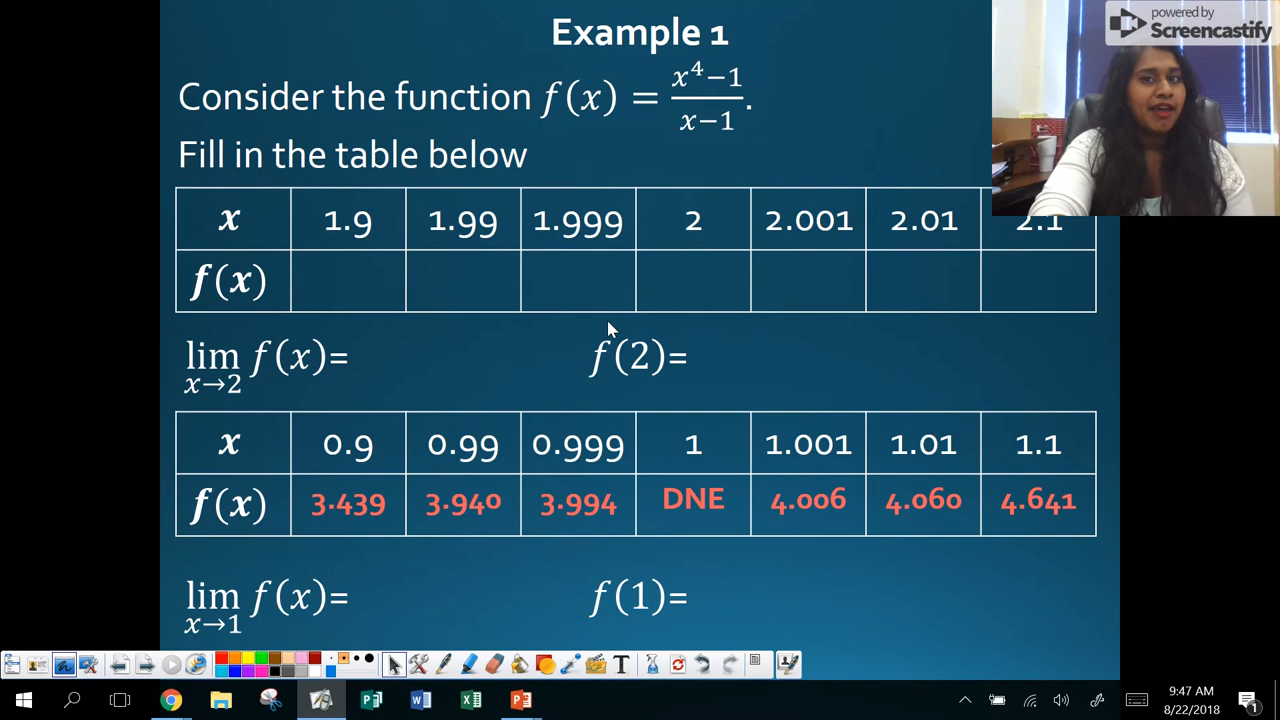 powered by
Screencastify
Example 1
Consider the function f(x) = \frac{x^4-1}{x-1}.
Fill in the table below
x 1.9 1.99 1.999 2 2.001 2.01 2.1
f(x)
lim f(x)= f(2)=
x→2
x 0.9 0.99 0.999 1 1.001 1.01 1.1
f(x) 3.439 3.940 3.994 DNE 4.006 4.060 4.641
lim f(x)= f(1)=
x→1
9:47 AM
8/22/2018